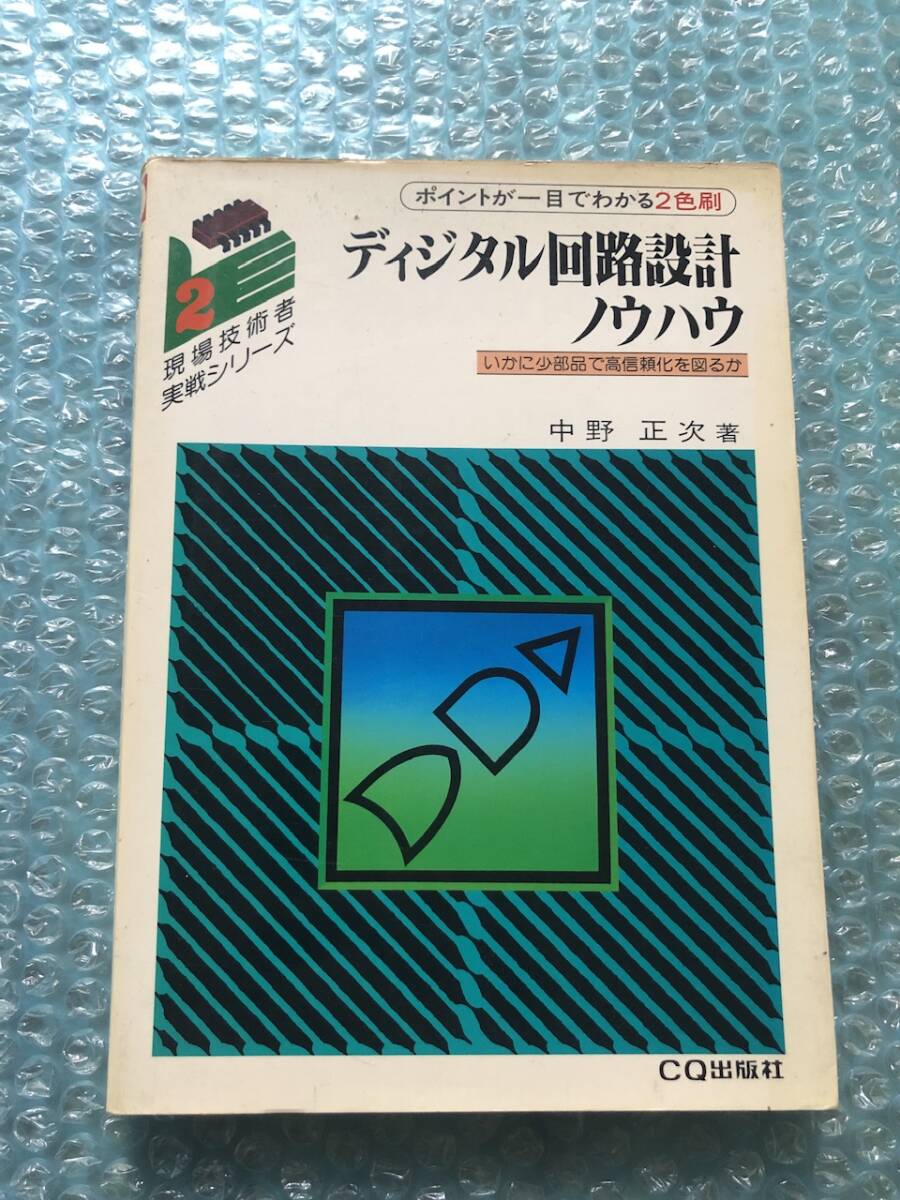 ポイントが一目でわかる2色刷
ディジタル回路設計
ノウハウ
いかに少部品で高信頼化を図るか
2
現場技術者
実戦シリーズ
中野 正次著
CQ出版社